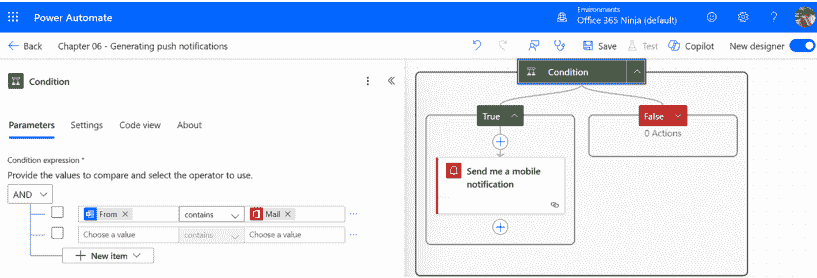 Power Automate
Environments
Office 365 Ninja (default)
Back
Chapter 06 - Generating push notifications
Save
Test
Copilot
New designer
Condition
Parameters
Settings
Code view
About
Condition expression *
Provide the values to compare and select the operator to use.
AND
From
contains
Mail
Choose a value
contains
Choose a value
New item
Condition
True
False
0 Actions
Send me a mobile
notification